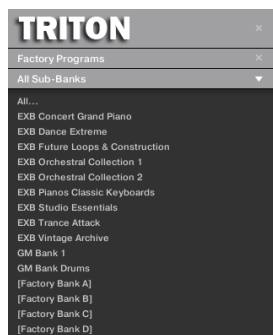 TRITON
Factory Programs
All Sub-Banks
All...
EXB Concert Grand Piano
EXB Dance Extreme
EXB Future Loops & Construction
EXB Orchestral Collection 1
EXB Orchestral Collection 2
EXB Pianos Classic Keyboards
EXB Studio Essentials
EXB Trance Attack
EXB Vintage Archive
GM Bank 1
GM Bank Drums
[Factory Bank A]
[Factory Bank B]
[Factory Bank C]
[Factory Bank D]